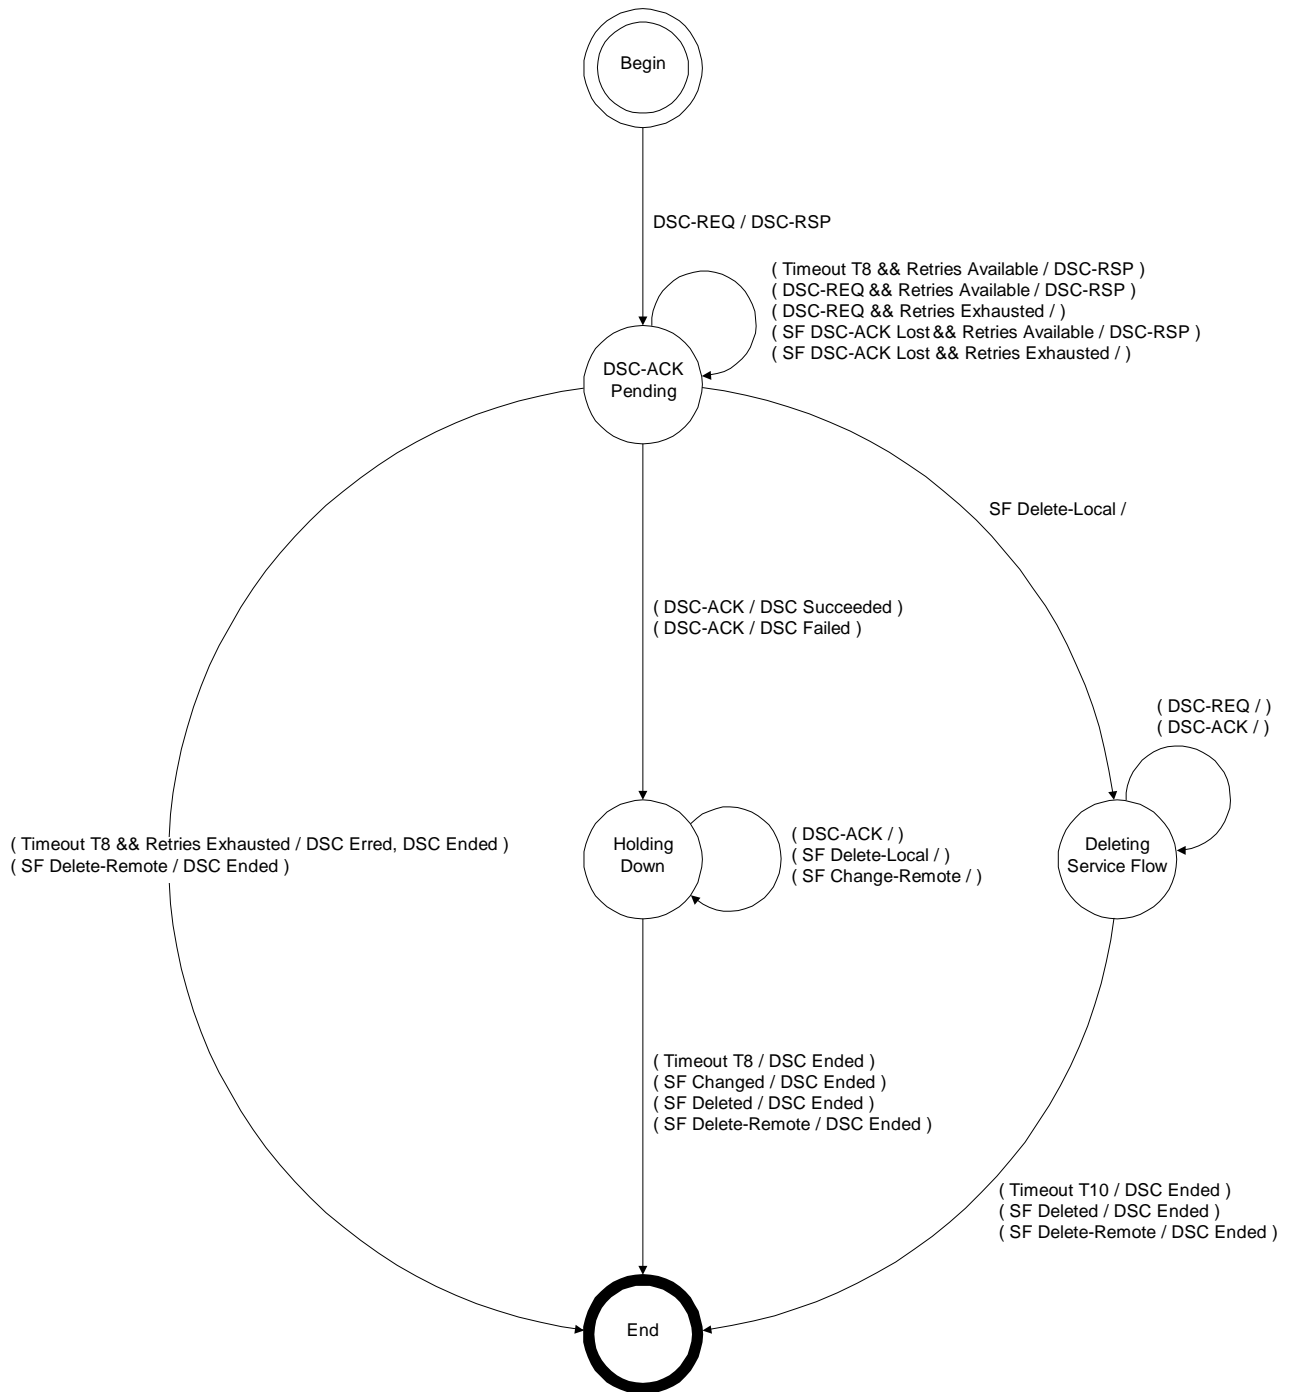 Begin
DSC-REQ / DSC-RSP
( Timeout T8 && Retries Available / DSC-RSP )
( DSC-REQ && Retries Available / DSC-RSP )
( DSC-REQ && Retries Exhausted / )
( SF DSC-ACK Lost && Retries Available / DSC-RSP )
( SF DSC-ACK Lost && Retries Exhausted / )
DSC-ACK
Pending
SF Delete-Local /
( DSC-ACK / DSC Succeeded )
( DSC-ACK / DSC Failed )
( DSC-REQ / )
( DSC-ACK / )
( Timeout T8 && Retries Exhausted / DSC Erred, DSC Ended )
( SF Delete-Remote / DSC Ended )
Holding
Down
( DSC-ACK / )
( SF Delete-Local / )
( SF Change-Remote / )
Deleting
Service Flow
( Timeout T8 / DSC Ended )
( SF Changed / DSC Ended )
( SF Deleted / DSC Ended )
( SF Delete-Remote / DSC Ended )
( Timeout T10 / DSC Ended )
( SF Deleted / DSC Ended )
( SF Delete-Remote / DSC Ended )
End